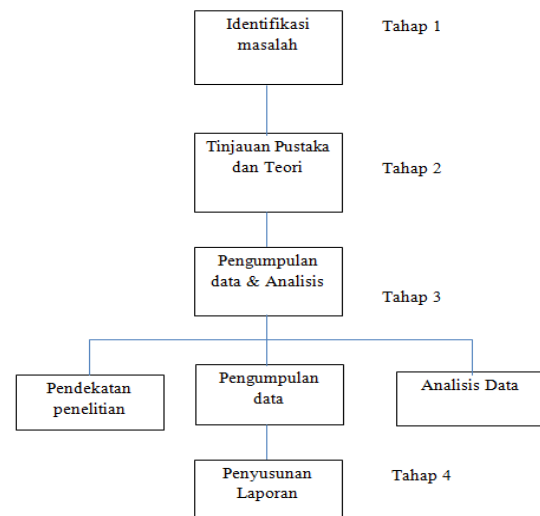 Identifikasi
masalah
Tahap 1
Tinjauan Pustaka
dan Teori
Tahap 2
Pengumpulan
data & Analisis
Tahap 3
Pendekatan
penelitian
Pengumpulan
data
Analisis Data
Penyusunan
Laporan
Tahap 4